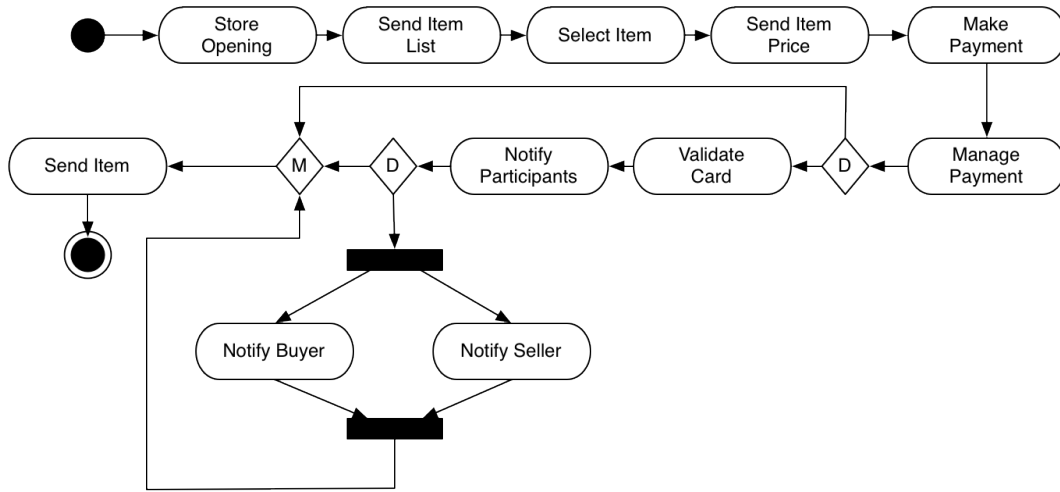 Store
Opening
Send Item
List
Select Item
Send Item
Price
Make
Payment
Send Item
M
D
Notify
Participants
Validate
Card
D
Manage
Payment
Notify Buyer
Notify Seller